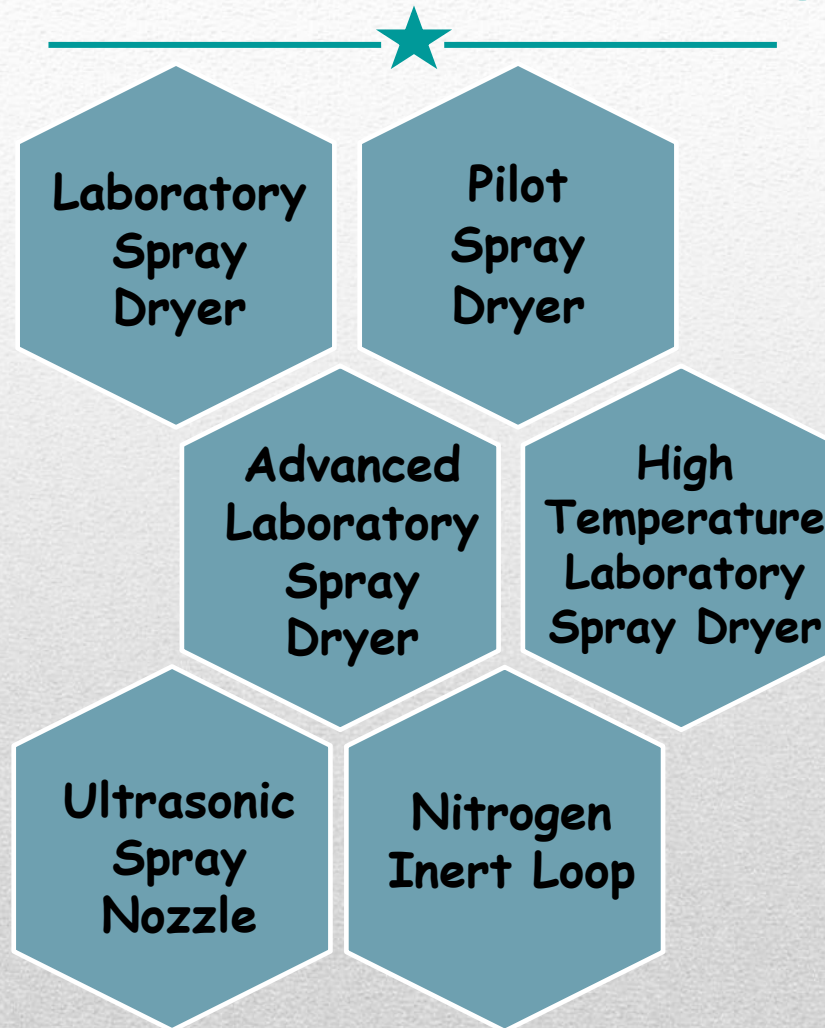 Laboratory
Spray
Dryer
Pilot
Spray
Dryer
Advanced
Laboratory
Spray
Dryer
High
Temperature
Laboratory
Spray Dryer
Ultrasonic
Spray
Nozzle
Nitrogen
Inert Loop